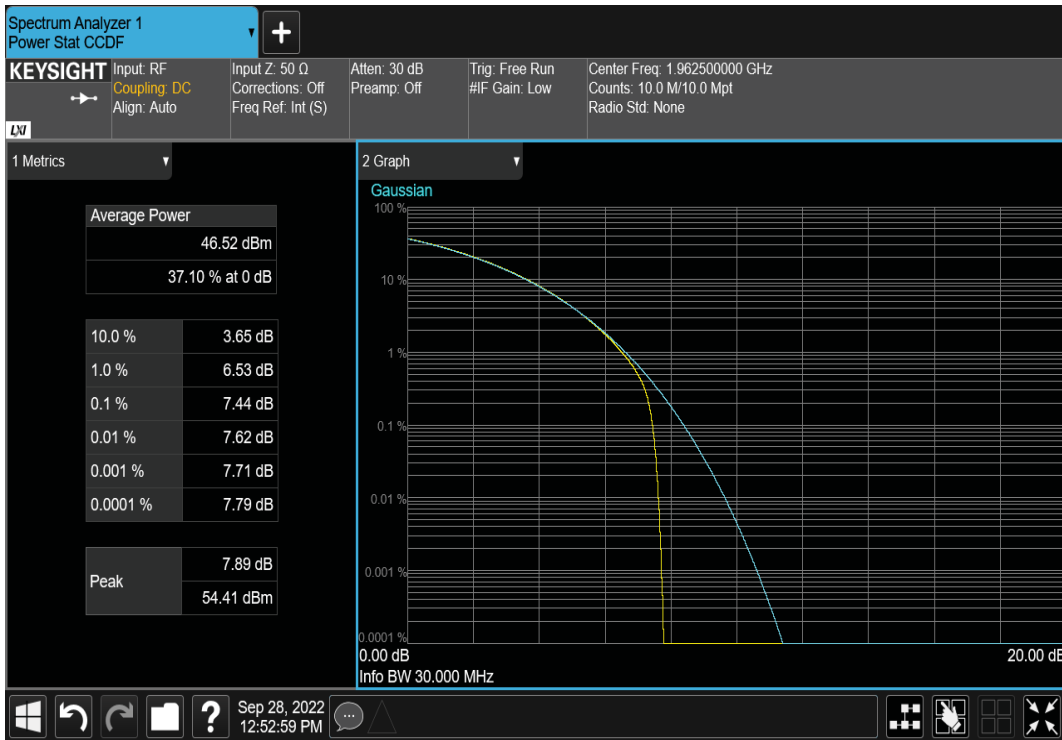 Spectrum Analyzer 1
Power Stat CCDF
KEYSIGHT
LXI
Input: RF
Coupling: DC
Align: Auto
Input Z: 50 Ω
Corrections: Off
Freq Ref: Int (S)
Atten: 30 dB
Preamp: Off
Trig: Free Run
#IF Gain: Low
Center Freq: 1.962500000 GHz
Counts: 10.0 M/10.0 Mpt
Radio Std: None
1 Metrics
Average Power
46.52 dBm
37.10 % at 0 dB
10.0 % 3.65 dB
1.0 % 6.53 dB
0.1 % 7.44 dB
0.01 % 7.62 dB
0.001 % 7.71 dB
0.0001 % 7.79 dB
Peak
7.89 dB
54.41 dBm
2 Graph
Gaussian
100 %
10 %
1 %
0.1 %
0.01 %
0.001 %
0.0001 %
0.00 dB 20.00 dB
Info BW 30.000 MHz
Sep 28, 2022
12:52:59 PM